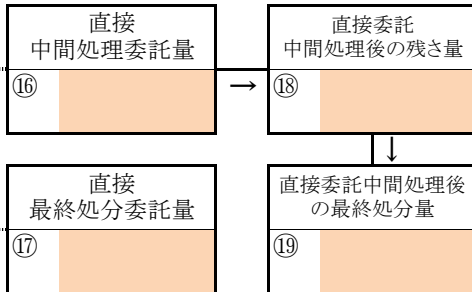 直接
中間処理委託量
⑯
→
直接委託
中間処理後の残さ量
⑱
↓
直接
最終処分委託量
⑰
直接委託中間処理後
の最終処分量
⑲